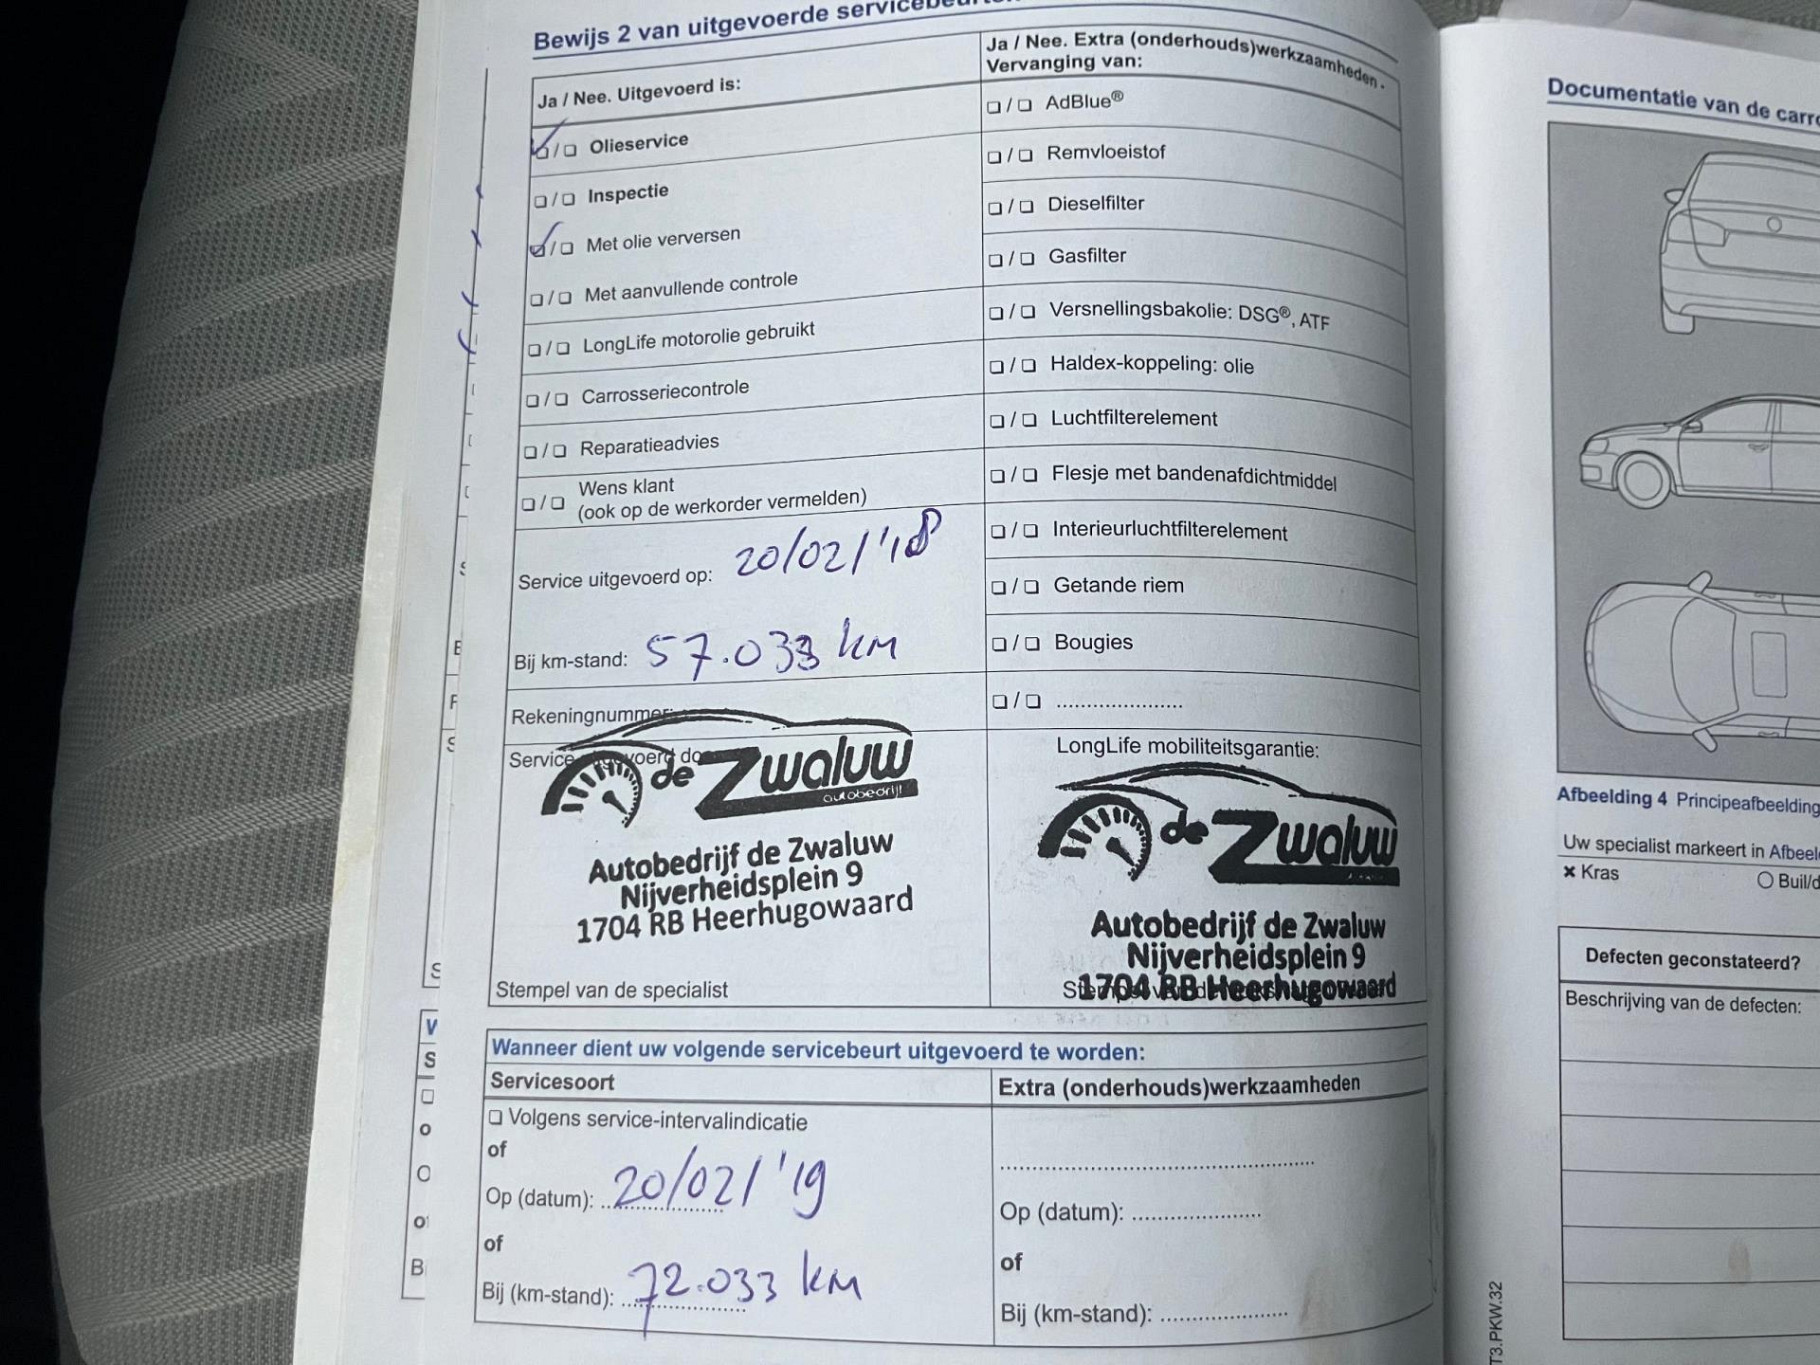 Bewijs 2 van uitgevoerde
Ja / Nee. Uitgevoerd is:
☑/❑ Olieservice
❑/❑ Inspectie
☑/❑ Met olie verversen
❑/❑ Met aanvullende controle
❑/❑ LongLife motorolie gebruikt
❑/❑ Carrosseriecontrole
❑/❑ Reparatieadvies
❑/❑ Wens klant
(ook op de werkorder vermelden)
Service uitgevoerd op: 20/02/'18
Bij km-stand: 57.033 km
Rekeningnummer:
Service
de Zwaluw
autobedrijf
Autobedrijf de Zwaluw
Nijverheidsplein 9
1704 RB Heerhugowaard
Stempel van de specialist
Ja / Nee. Extra (onderhouds)werkzaamheden.
Vervanging van:
❑/❑ AdBlue®
❑/❑ Remvloeistof
❑/❑ Dieselfilter
❑/❑ Gasfilter
❑/❑ Versnellingsbakolie: DSG®, ATF
❑/❑ Haldex-koppeling: olie
❑/❑ Luchtfilterelement
❑/❑ Flesje met bandenafdichtmiddel
❑/❑ Interieurluchtfilterelement
❑/❑ Getande riem
❑/❑ Bougies
❑/❑ .....................
LongLife mobiliteitsgarantie:
de Zwaluw
Autobedrijf de Zwaluw
Nijverheidsplein 9
1704 RB Heerhugowaard
Wanneer dient uw volgende servicebeurt uitgevoerd te worden:
Servicesoort
❑ Volgens service-intervalindicatie
of
Op (datum): 20/02/'19
of
Bij (km-stand): 72.033 km
Extra (onderhouds)werkzaamheden
Op (datum): .....................
of
Bij (km-stand): .....................
Documentatie van de
Afbeelding 4 Principeafbeelding
Uw specialist markeert in
× Kras
Defecten geconstateerd?
Beschrijving van de defecten:
T3.PKW.32